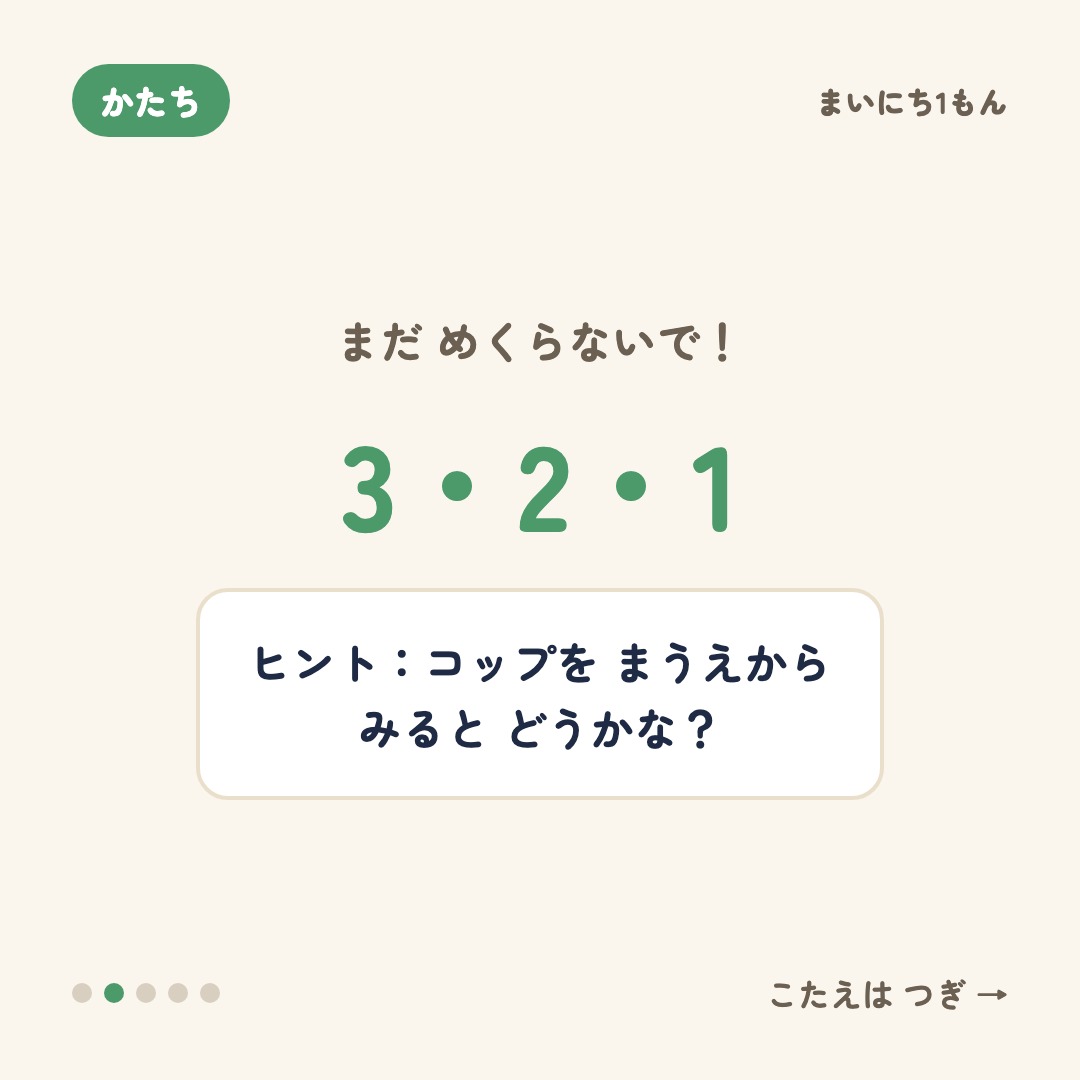 かたち
まいにち1もん
まだ めくらないで！
3・2・1
ヒント：コップを まうえから
みると どうかな？
こたえは つぎ →